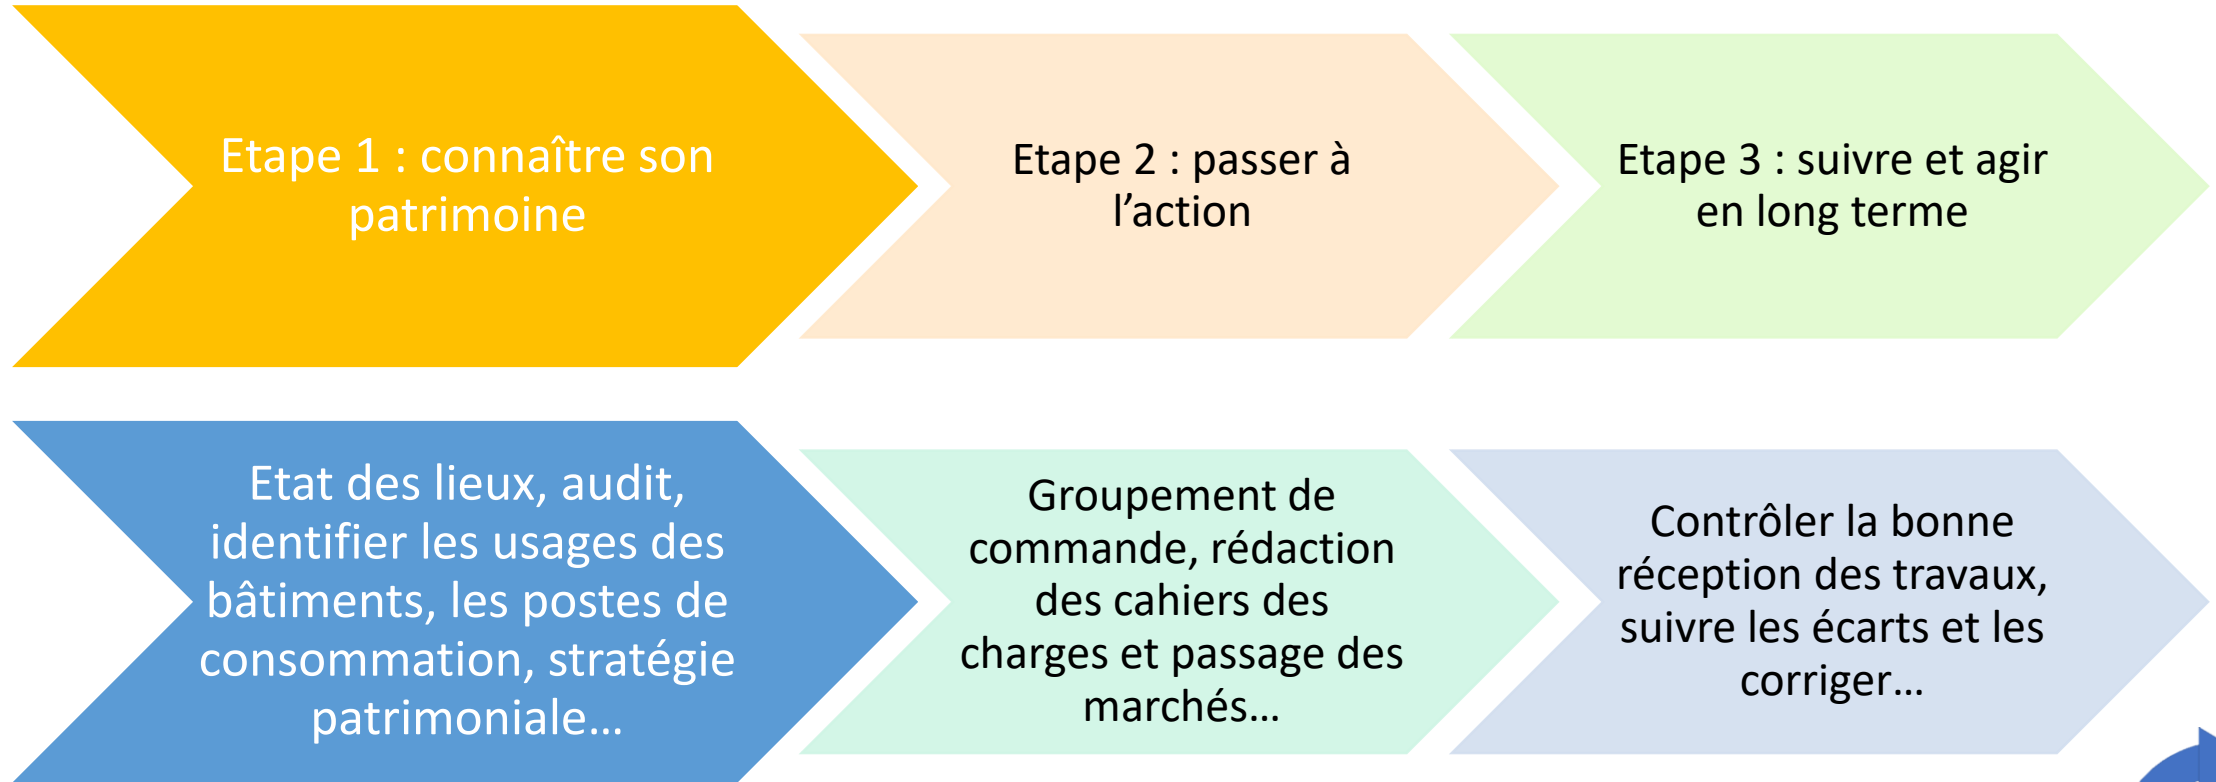 Etape 1 : connaître son
patrimoine
Etape 2 : passer à
l’action
Etape 3 : suivre et agir
en long terme
Etat des lieux, audit,
identifier les usages des
bâtiments, les postes de
consommation, stratégie
patrimoniale…
Groupement de
commande, rédaction
des cahiers des
charges et passage des
marchés…
Contrôler la bonne
réception des travaux,
suivre les écarts et les
corriger…